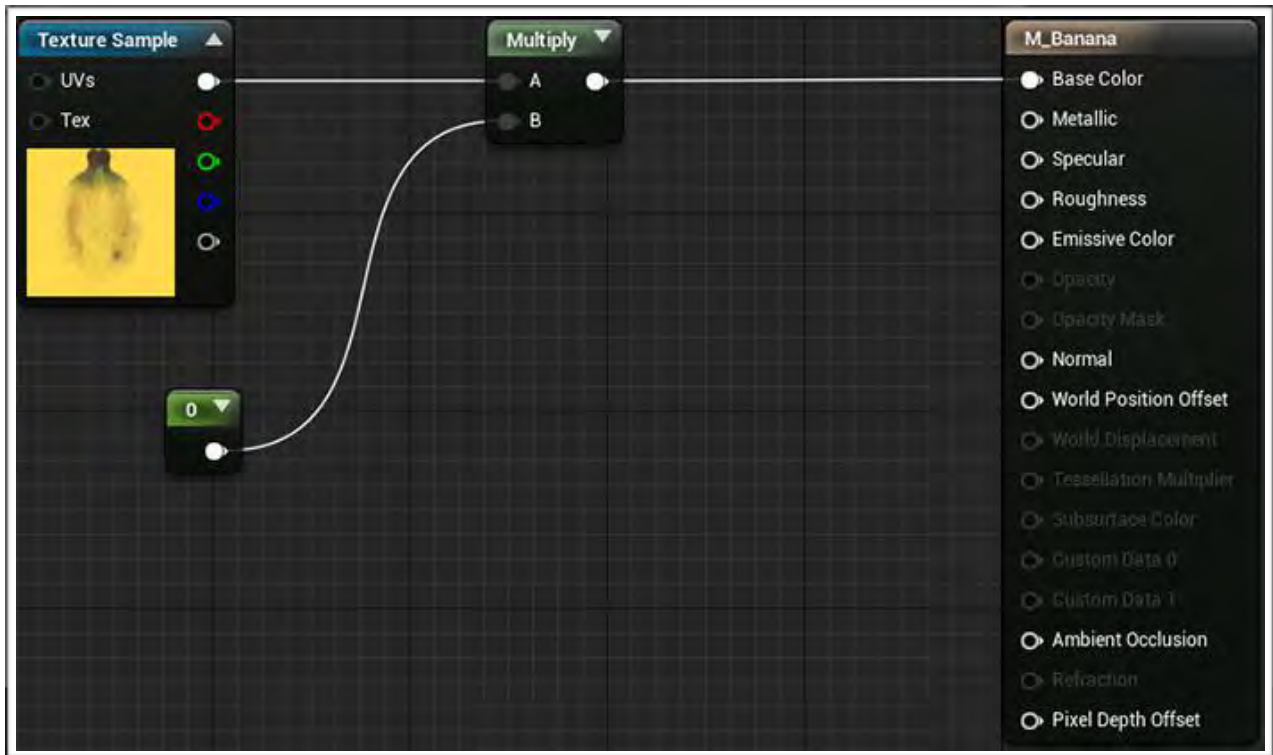 Texture Sample
UVs
Tex
0
Multiply
A
B
M_Banana
Base Color
Metallic
Specular
Roughness
Emissive Color
Opacity
Opacity Mask
Normal
World Position Offset
World Displacement
Tessellation Multiplier
Subsurface Color
Custom Data 0
Custom Data 1
Ambient Occlusion
Refraction
Pixel Depth Offset